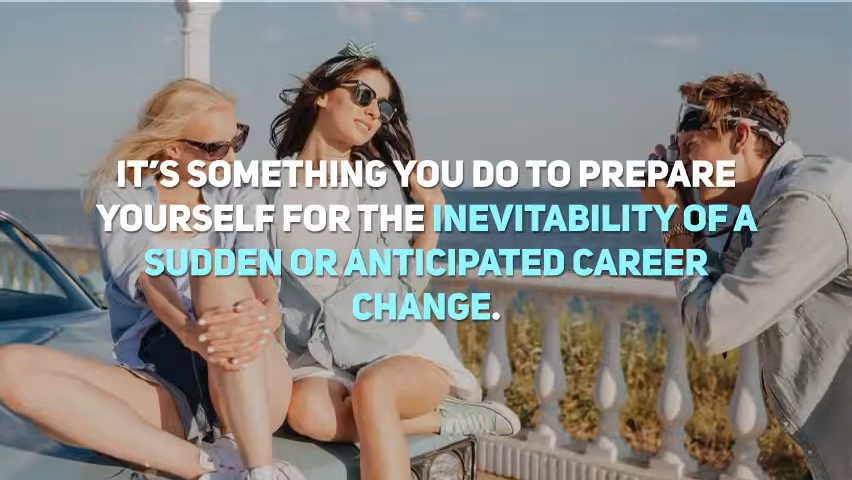 IT'S SOMETHING YOU DO TO PREPARE
YOURSELF FOR THE INEVITABILITY OF A
SUDDEN OR ANTICIPATED CAREER
CHANGE.